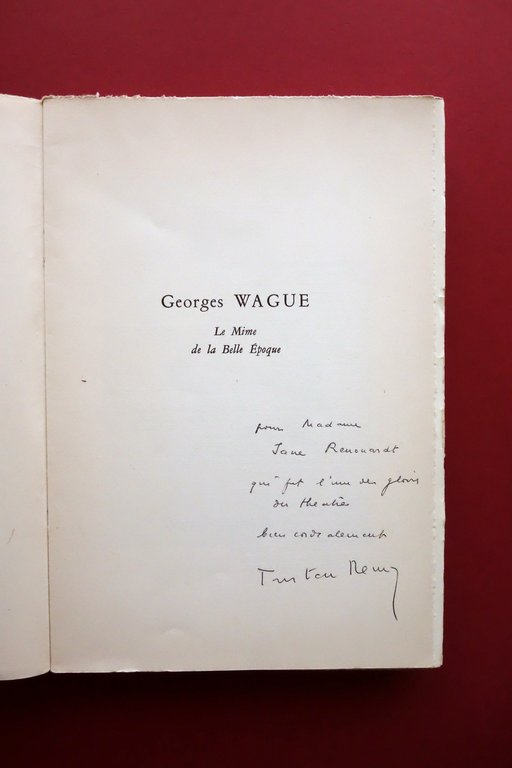 Georges WAGUE
Le Mime
de la Belle Époque
pour Madame
Jane Renouardt
qui fut l'une des gloires
du théâtre
bien cordialement
Tristan Remy